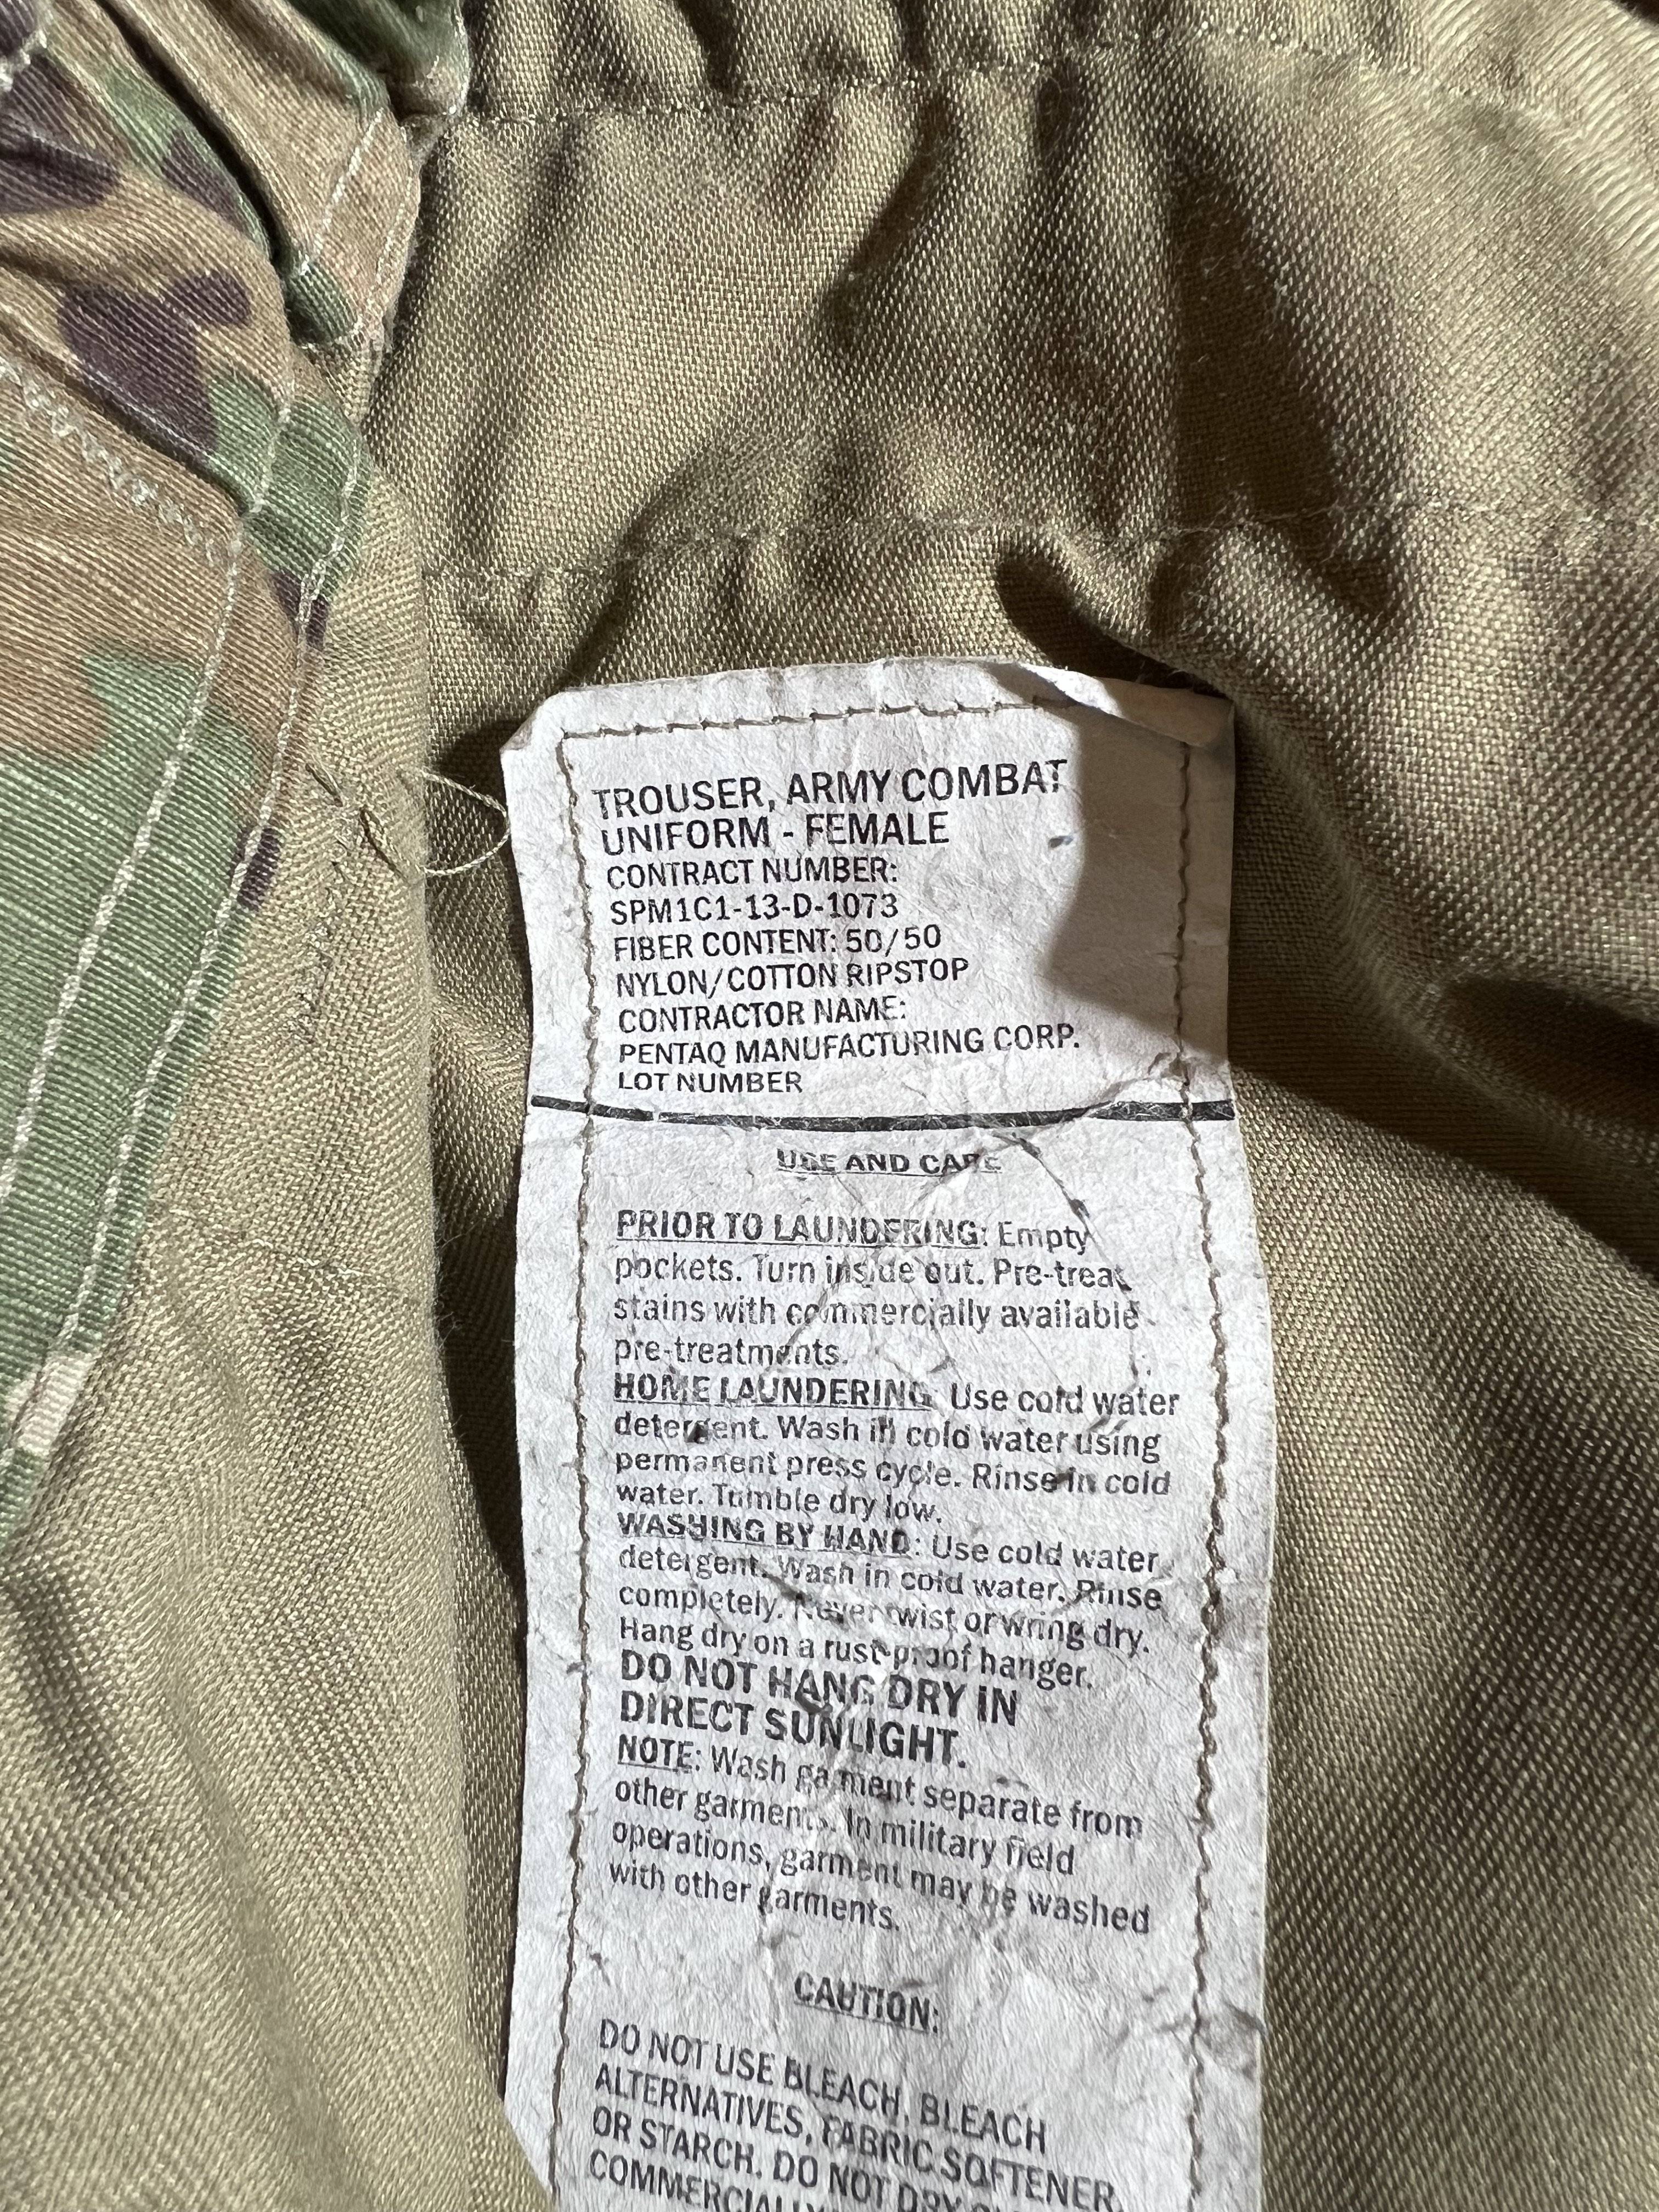 TROUSER, ARMY COMBAT
UNIFORM - FEMALE
CONTRACT NUMBER:
SPM1C1-13-D-1073
FIBER CONTENT: 50/50
NYLON/COTTON RIPSTOP
CONTRACTOR NAME:
PENTAQ MANUFACTURING CORP.
LOT NUMBER
USE AND CARE
PRIOR TO LAUNDERING: Empty
pockets. Turn inside out. Pre-treat
stains with commercially available
pre-treatments.
HOME LAUNDERING: Use cold water
detergent. Wash in cold water using
permanent press cycle. Rinse in cold
water. Tumble dry low.
WASHING BY HAND: Use cold water
detergent. Wash in cold water. Rinse
completely. Never twist or wring dry.
Hang dry on a rust-proof hanger.
DO NOT HANG DRY IN
DIRECT SUNLIGHT.
NOTE: Wash garment separate from
other garments. In military field
operations, garment may be washed
with other garments.
CAUTION:
DO NOT USE BLEACH, BLEACH
ALTERNATIVES, FABRIC SOFTENER,
OR STARCH. DO NOT DRY